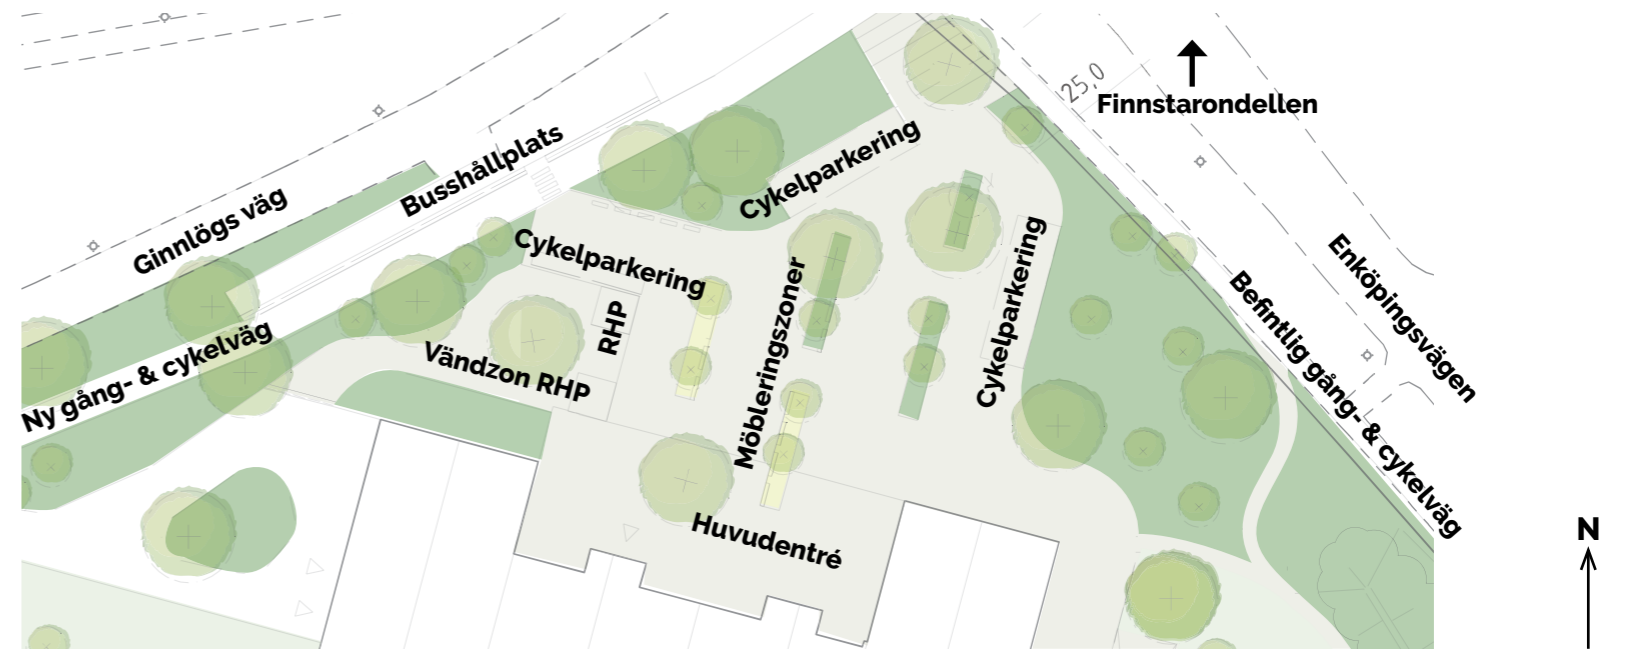 25,0
Finnstarondellen
Busshållplats
Cykelparkering
Ginnlögs väg
Cykelparkering
Cykelparkering
Enköpingsvägen
RHP
Möbleringszoner
Befintlig gång- & cykelväg
Vändzon RHP
Ny gång- & cykelväg
Huvudentré
N